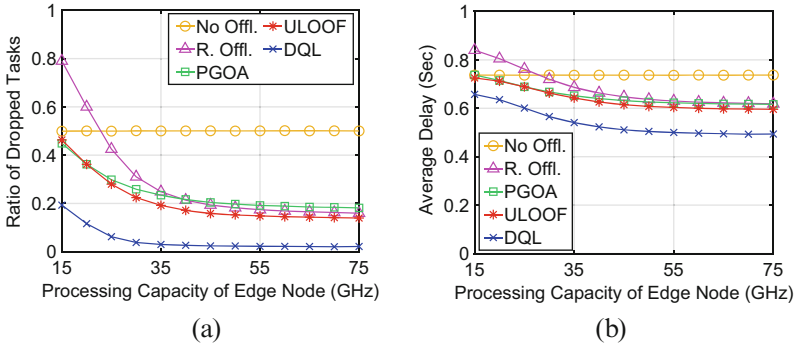 1
0.8
0.6
0.4
0.2
0
Ratio of Dropped Tasks
No Offl.
R. Offl.
PGOA
ULOOF
DQL
15
35
55
75
Processing Capacity of Edge Node (GHz)
(a)
1
0.8
0.6
0.4
0.2
0
Average Delay (Sec)
No Offl.
R. Offl.
PGOA
ULOOF
DQL
15
35
55
75
Processing Capacity of Edge Node (GHz)
(b)